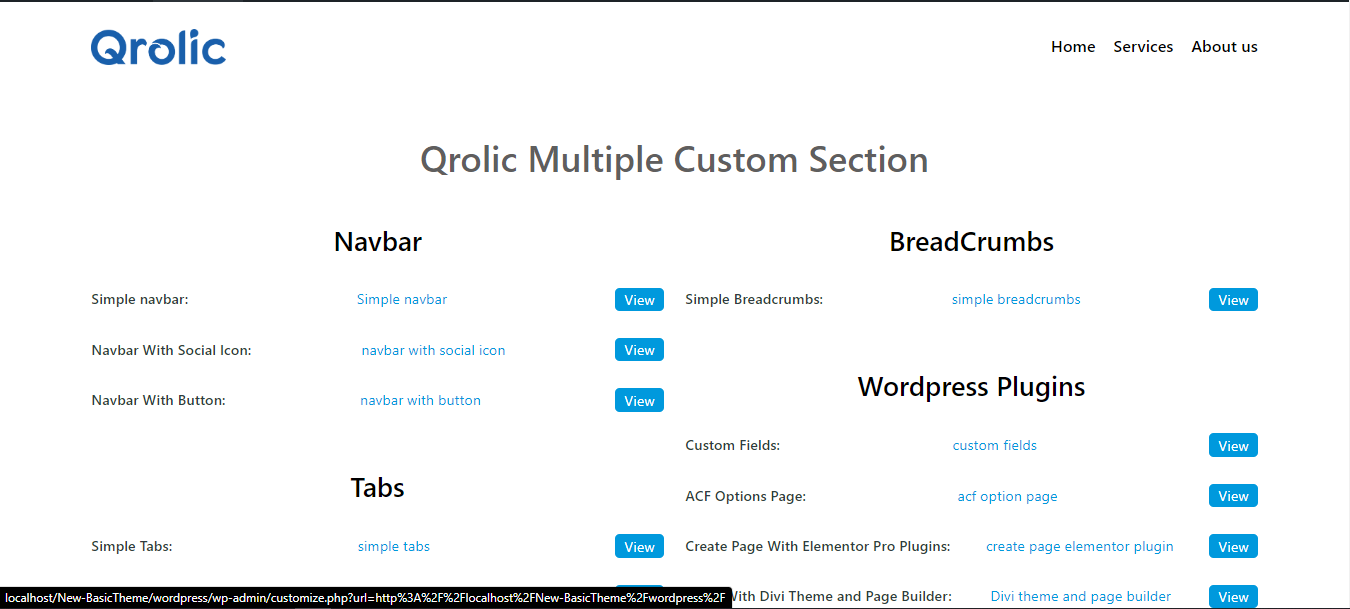 Qrolic
Home Services About us
Qrolic Multiple Custom Section
Navbar
Simple navbar: Simple navbar View
Navbar With Social Icon: navbar with social icon View
Navbar With Button: navbar with button View
Tabs
Simple Tabs: simple tabs View
BreadCrumbs
Simple Breadcrumbs: simple breadcrumbs View
Wordpress Plugins
Custom Fields: custom fields View
ACF Options Page: acf option page View
Create Page With Elementor Pro Plugins: create page elementor plugin View
With Divi Theme and Page Builder: Divi theme and page builder View
localhost/New-BasicTheme/wordpress/wp-admin/customize.php?url=http%3A%2F%2Flocalhost%2FNew-BasicTheme%2Fwordpress%2F